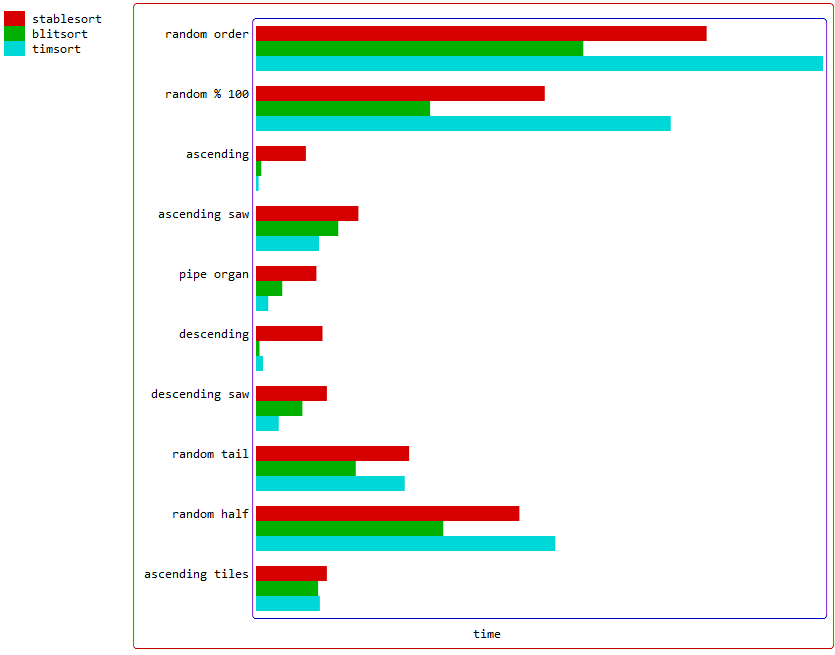 stablesort
blitsort
timsort
random order
random % 100
ascending
ascending saw
pipe organ
descending
descending saw
random tail
random half
ascending tiles
time